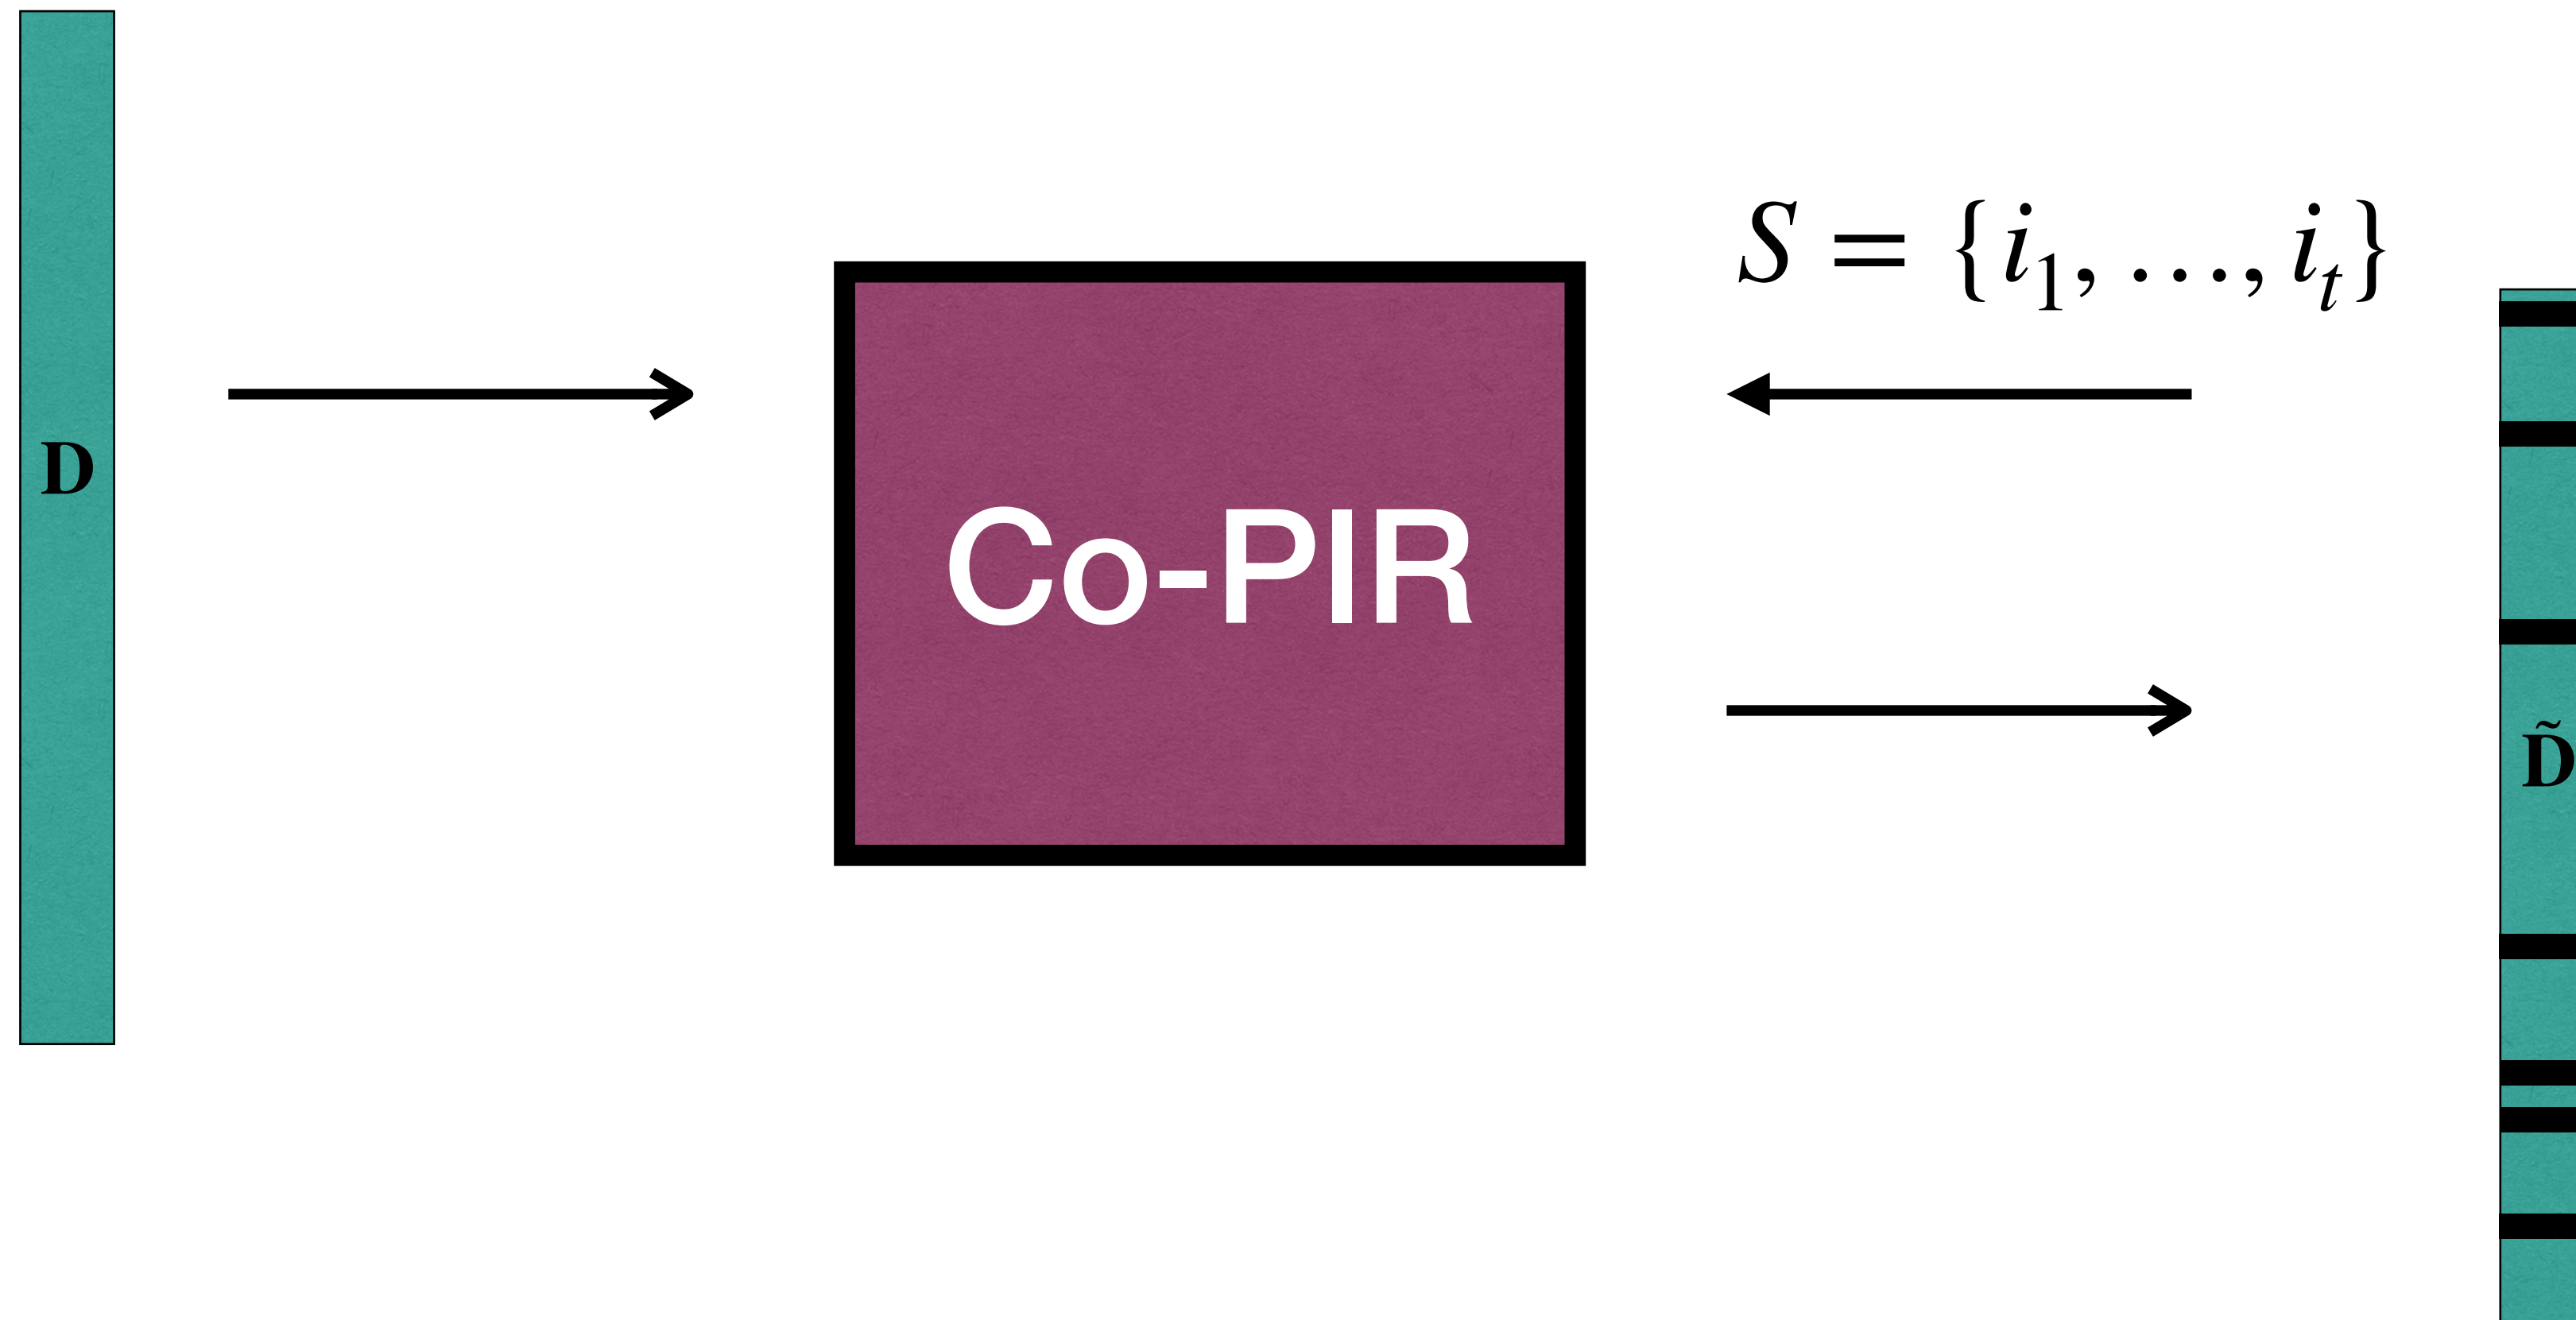 S = {i₁, …, iₜ}
D
Co-PIR
D̃